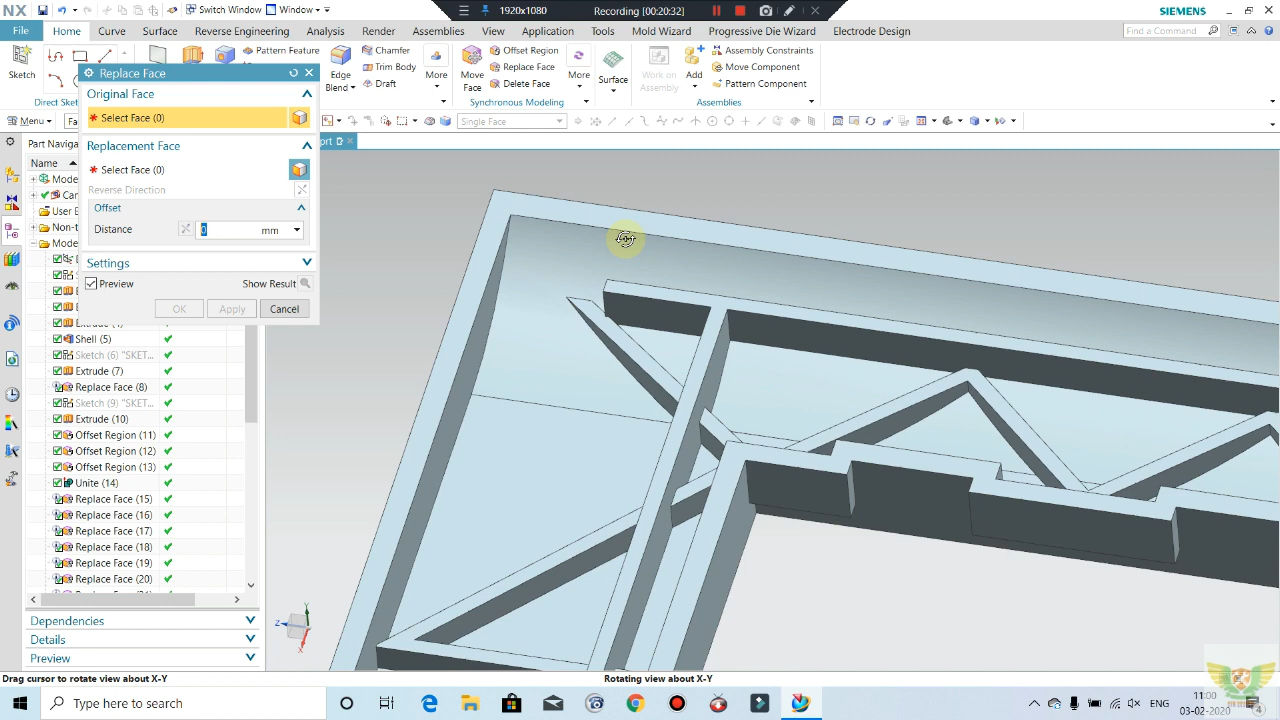 NX
Switch Window
Window
1920x1080
Recording [00:20:32]
SIEMENS
File
Home
Curve
Surface
Reverse Engineering
Analysis
Render
Assemblies
View
Application
Tools
Mold Wizard
Progressive Die Wizard
Electrode Design
Find a Command
Sketch
Pattern Feature
Edge
Blend
Chamfer
Trim Body
Draft
More
Move
Face
Offset Region
Replace Face
Delete Face
More
Surface
Work on
Assembly
Add
Assembly Constraints
Move Component
Pattern Component
Direct Sketch
Synchronous Modeling
Assemblies
Menu
Single Face
Replace Face
Original Face
* Select Face (0)
Replacement Face
* Select Face (0)
Reverse Direction
Offset
Distance
0
mm
Settings
Preview
Show Result
OK
Apply
Cancel
Name
Shell (5)
Sketch (6) "SKET...
Extrude (7)
Replace Face (8)
Sketch (9) "SKET...
Extrude (10)
Offset Region (11)
Offset Region (12)
Offset Region (13)
Unite (14)
Replace Face (15)
Replace Face (16)
Replace Face (17)
Replace Face (18)
Replace Face (19)
Replace Face (20)
Dependencies
Details
Preview
Z
Y
X
Drag cursor to rotate view about X-Y
Rotating view about X-Y
Type here to search
ENG
11:00
03-02-2020
4